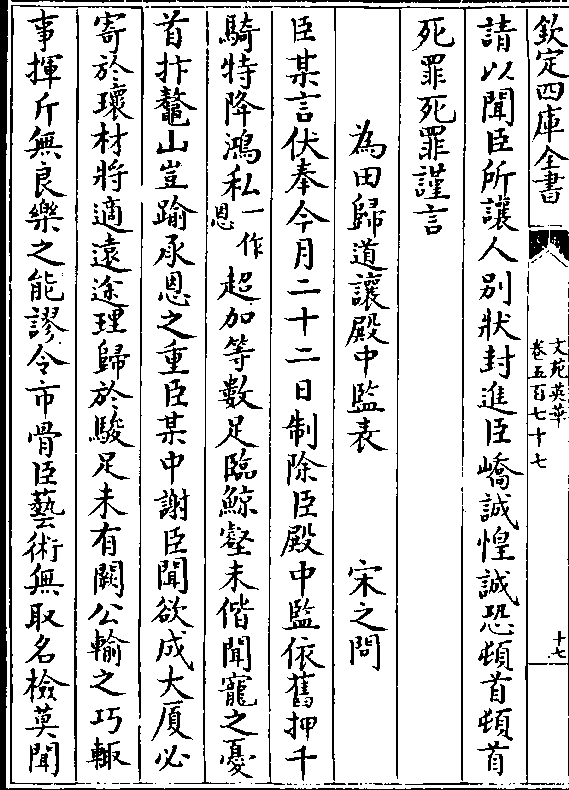 欽定四庫全書
文苑英華
卷五百七十七
十七
請以聞臣所讓人別狀封進臣嶠誠惶誠恐頓首頓首
死罪死罪謹言
為田歸道讓殿中監表 宋之問
臣某言伏奉今月二十二日制除臣殿中監依舊押千
騎特降鴻私一作恩超加等數足臨鯨壑未偕聞寵之憂
首抃鼇山豈踰承恩之重臣某中謝臣聞欲成大厦必
寄於瓌材將適遠途理歸於駿足未有闕公輸之巧輙
事揮斤無良樂之能謬令市骨臣藝術無取名檢莫聞